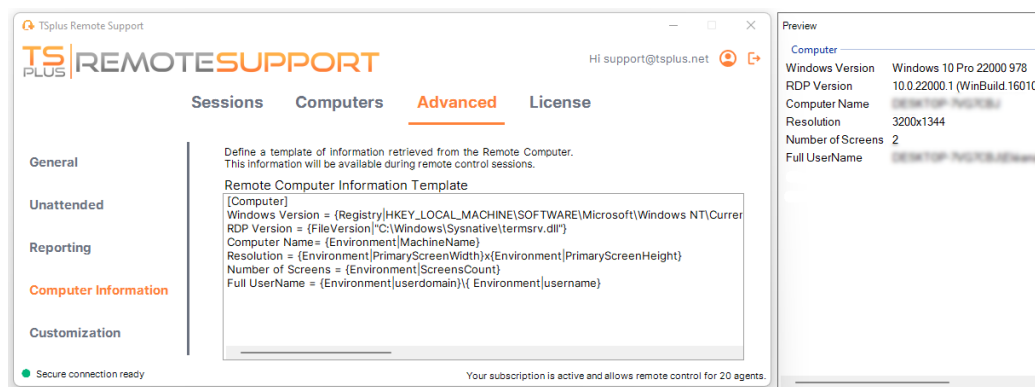 TSplus Remote Support
TS PLUS REMOTE SUPPORT
Hi support@tsplus.net
Sessions Computers Advanced License
General
Unattended
Reporting
Computer Information
Customization
Define a template of information retrieved from the Remote Computer.
This information will be available during remote control sessions.
Remote Computer Information Template
[Computer]
Windows Version = {Registry|HKEY_LOCAL_MACHINE\SOFTWARE\Microsoft\Windows NT\Curren
RDP Version = {FileVersion|"C:\Windows\Sysnative\termsrv.dll"}
Computer Name= {Environment|MachineName}
Resolution = {Environment|PrimaryScreenWidth}x{Environment|PrimaryScreenHeight}
Number of Screens = {Environment|ScreensCount}
Full UserName = {Environment|userdomain}\{ Environment|username}
Secure connection ready
Your subscription is active and allows remote control for 20 agents.
Preview
Computer
Windows Version Windows 10 Pro 22000 978
RDP Version 10.0.22000.1 (WinBuild.16010
Computer Name
Resolution 3200x1344
Number of Screens 2
Full UserName